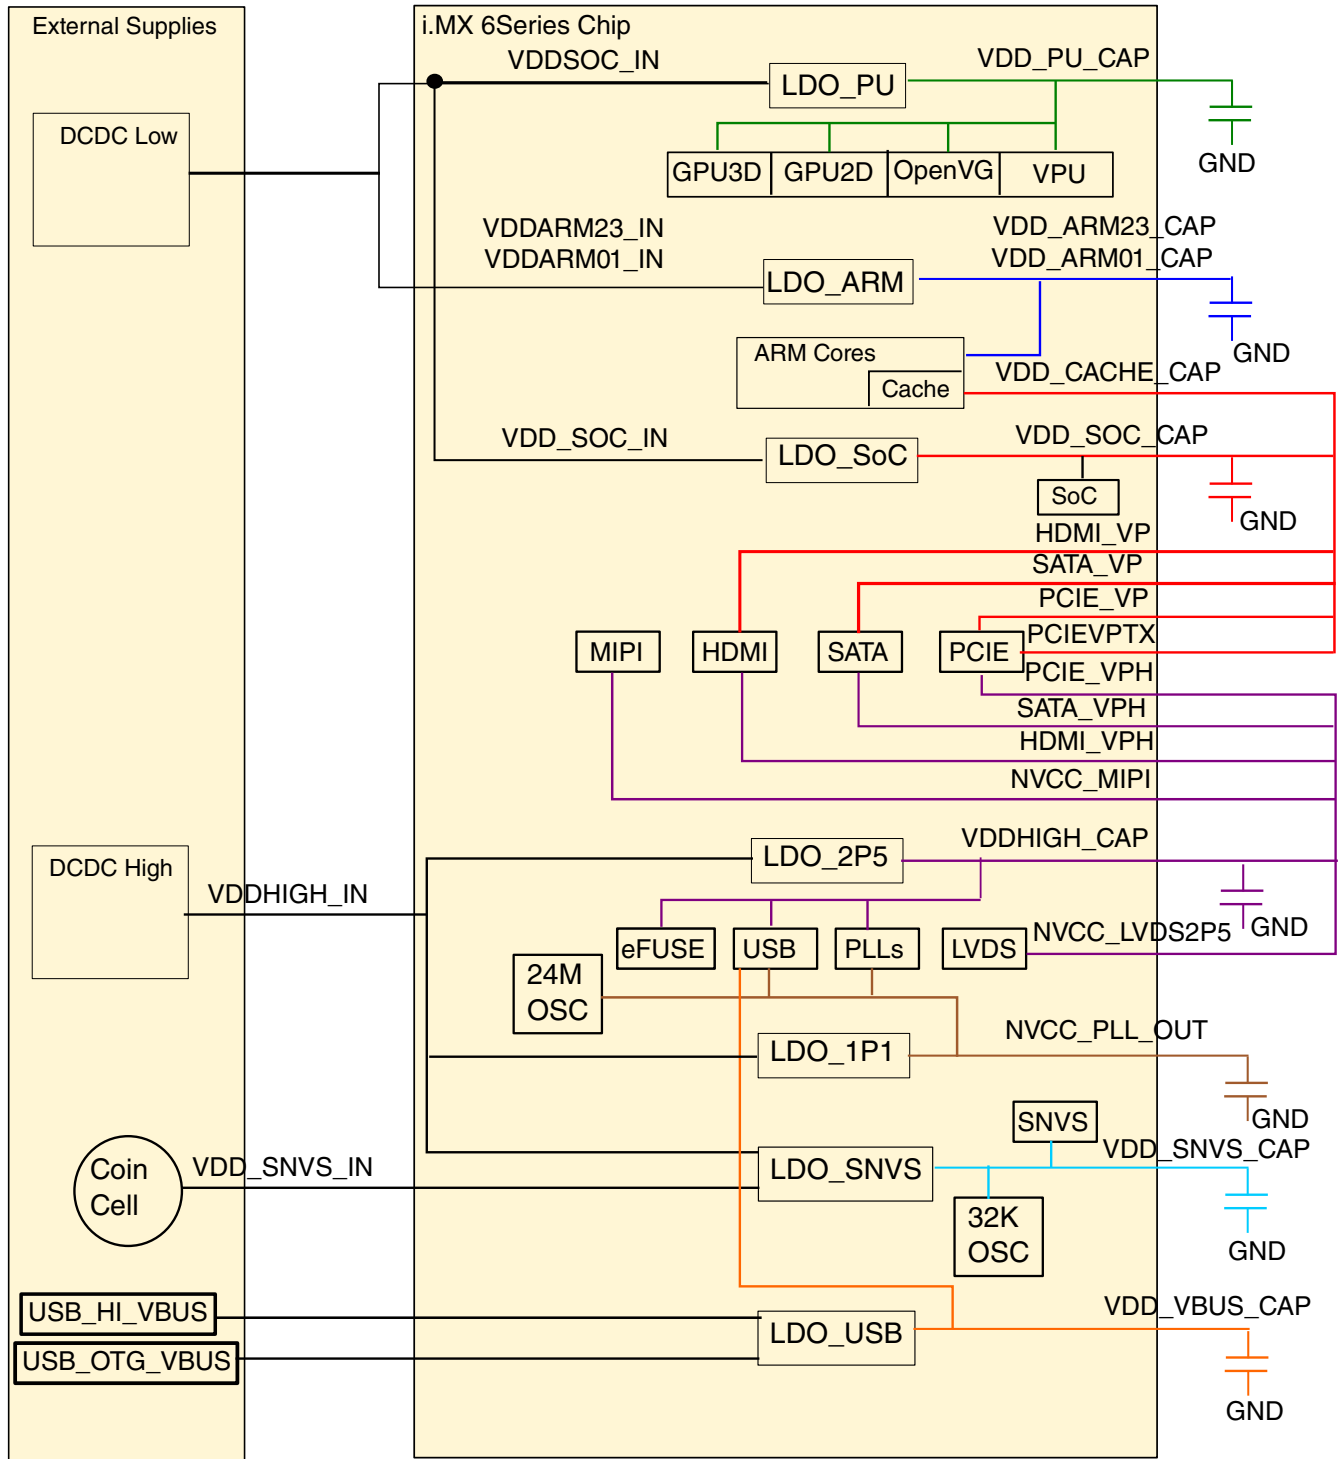 External Supplies
i.MX 6Series Chip
VDDSOC_IN
VDD_PU_CAP
LDO_PU
DCDC Low
GND
GPU3D
GPU2D
OpenVG
VPU
VDDARM23_IN
VDD_ARM23_CAP
VDDARM01_IN
VDD_ARM01_CAP
LDO_ARM
GND
ARM Cores
Cache
VDD_CACHE_CAP
VDD_SOC_IN
LDO_SoC
VDD_SOC_CAP
SoC
GND
HDMI_VP
SATA_VP
PCIE_VP
PCIEVPTX
MIPI
HDMI
SATA
PCIE
PCIE_VPH
SATA_VPH
HDMI_VPH
NVCC_MIPI
VDDHIGH_CAP
LDO_2P5
DCDC High
VDDHIGH_IN
GND
NVCC_LVDS2P5
eFUSE
USB
PLLs
LVDS
24M
OSC
NVCC_PLL_OUT
LDO_1P1
GND
SNVS
VDD_SNVS_CAP
Coin
Cell
VDD_SNVS_IN
LDO_SNVS
32K
OSC
GND
USB_HI_VBUS
VDD_VBUS_CAP
LDO_USB
USB_OTG_VBUS
GND